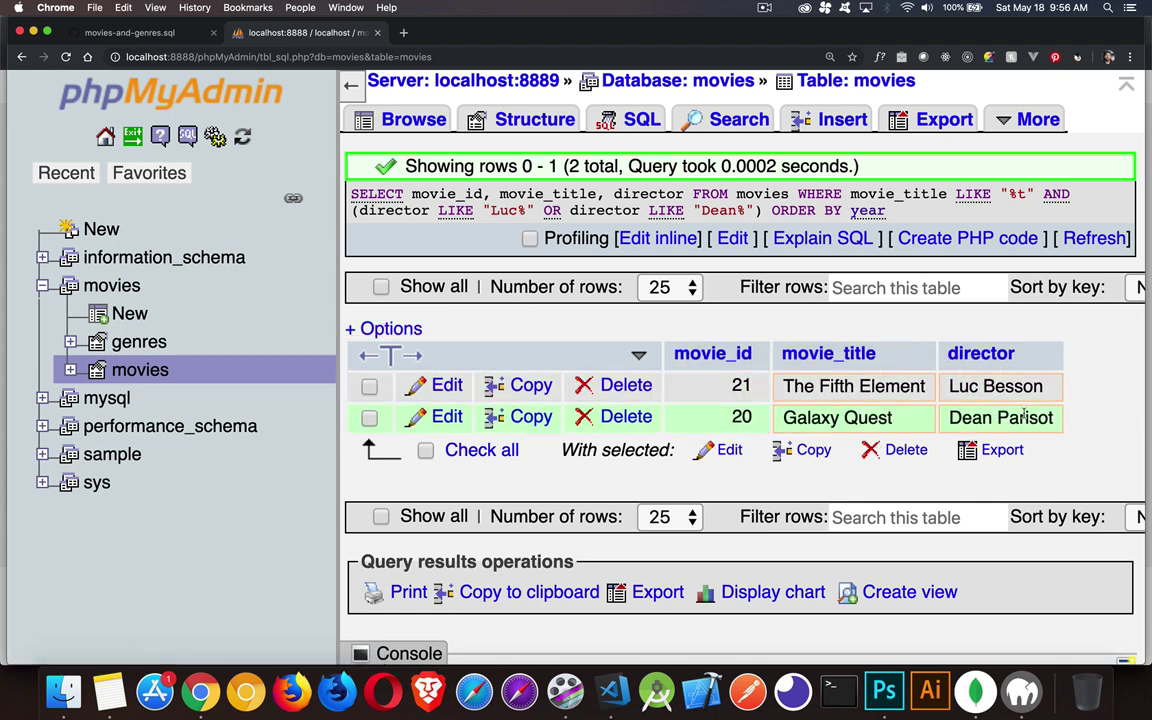 Chrome File Edit View History Bookmarks People Window Help 100% Sat May 18 9:56 AM
movies-and-genres.sql × localhost:8888 / localhost / mo × +
localhost:8888/phpMyAdmin/tbl_sql.php?db=movies&table=movies
phpMyAdmin
Recent Favorites
New
information_schema
movies
New
genres
movies
mysql
performance_schema
sample
sys
Server: localhost:8889 » Database: movies » Table: movies
Browse Structure SQL Search Insert Export More
Showing rows 0 - 1 (2 total, Query took 0.0002 seconds.)
SELECT movie_id, movie_title, director FROM movies WHERE movie_title LIKE "%t" AND
(director LIKE "Luc%" OR director LIKE "Dean%") ORDER BY year
Profiling [Edit inline] [ Edit ] [ Explain SQL ] [ Create PHP code ] [ Refresh]
Show all | Number of rows: 25 Filter rows: Search this table Sort by key: N
+ Options
←T→ movie_id movie_title director
Edit Copy Delete 21 The Fifth Element Luc Besson
Edit Copy Delete 20 Galaxy Quest Dean Parisot
Check all With selected: Edit Copy Delete Export
Show all | Number of rows: 25 Filter rows: Search this table Sort by key: N
Query results operations
Print Copy to clipboard Export Display chart Create view
Console
1 Ps Ai